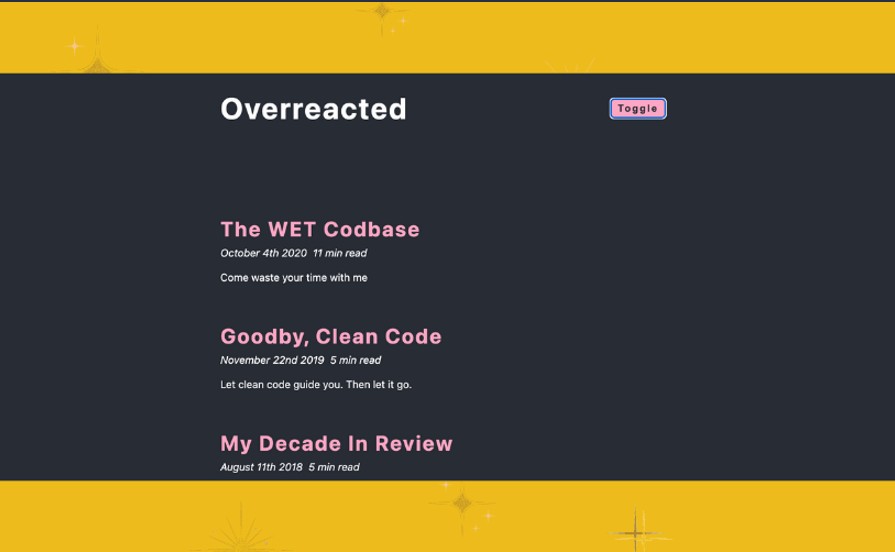 Overreacted
Toggle
The WET Codbase
October 4th 2020 11 min read
Come waste your time with me
Goodby, Clean Code
November 22nd 2019 5 min read
Let clean code guide you. Then let it go.
My Decade In Review
August 11th 2018 5 min read